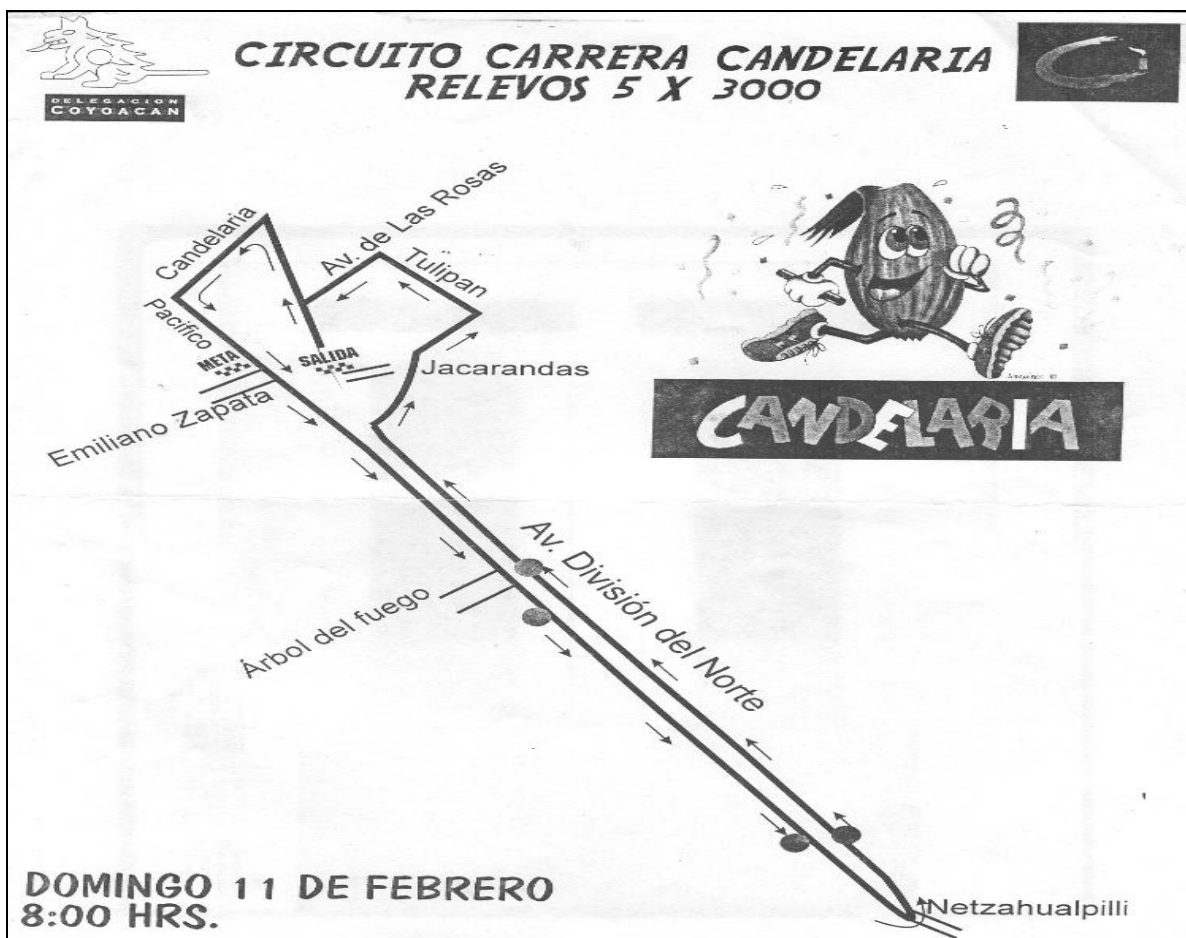 CIRCUITO CARRERA CANDELARIA
RELEVOS 5 X 3000
DELEGACION
COYOACAN
Candelaria
Av. de Las Rosas
Tulipan
Pacifico
META
SALIDA
Jacarandas
Emiliano Zapata
CANDELARIA
Av. División del Norte
Árbol del fuego
Netzahualpilli
DOMINGO 11 DE FEBRERO
8:00 HRS.